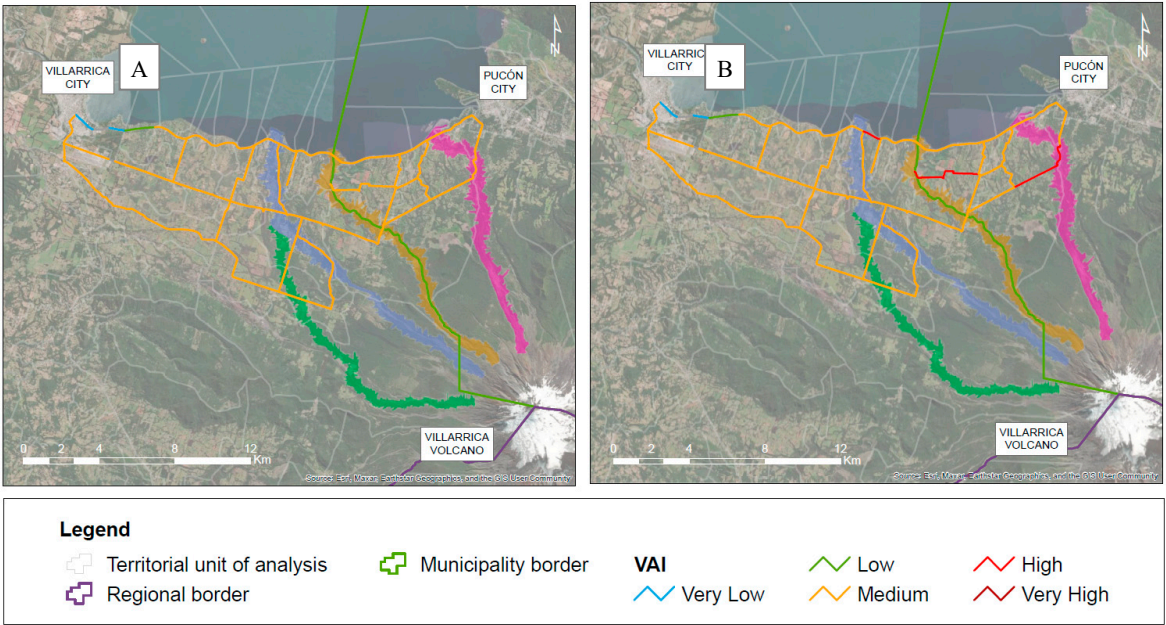 VILLARRICA
CITY
A
PUCÓN
CITY
N
VILLARRICA
VOLCANO
0 2 4 8 12
Km
Source: Esri, Maxar, Earthstar Geographics, and the GIS User Community
VILLARRIC
CITY
B
PUCÓN
CITY
N
VILLARRICA
VOLCANO
0 2 4 8 12
Km
Source: Esri, Maxar, Earthstar Geographics, and the GIS User Community
Legend
Territorial unit of analysis
Municipality border
VAI
Low
High
Regional border
Very Low
Medium
Very High